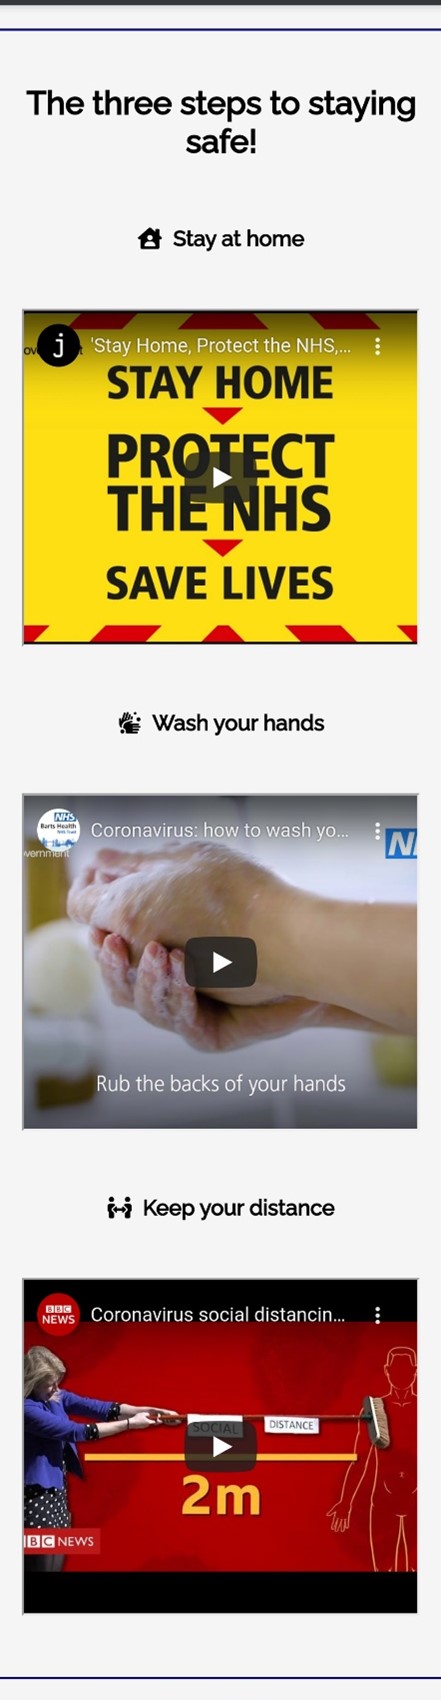 The three steps to staying
safe!
Stay at home
j
'Stay Home, Protect the NHS,...
STAY HOME
PROTECT
THE NHS
SAVE LIVES
Wash your hands
NHS
Barts Health
NHS Trust
Coronavirus: how to wash yo...
vernment
Rub the backs of your hands
Keep your distance
BBC
NEWS
Coronavirus social distancin...
SOCIAL
DISTANCE
2m
BBC NEWS